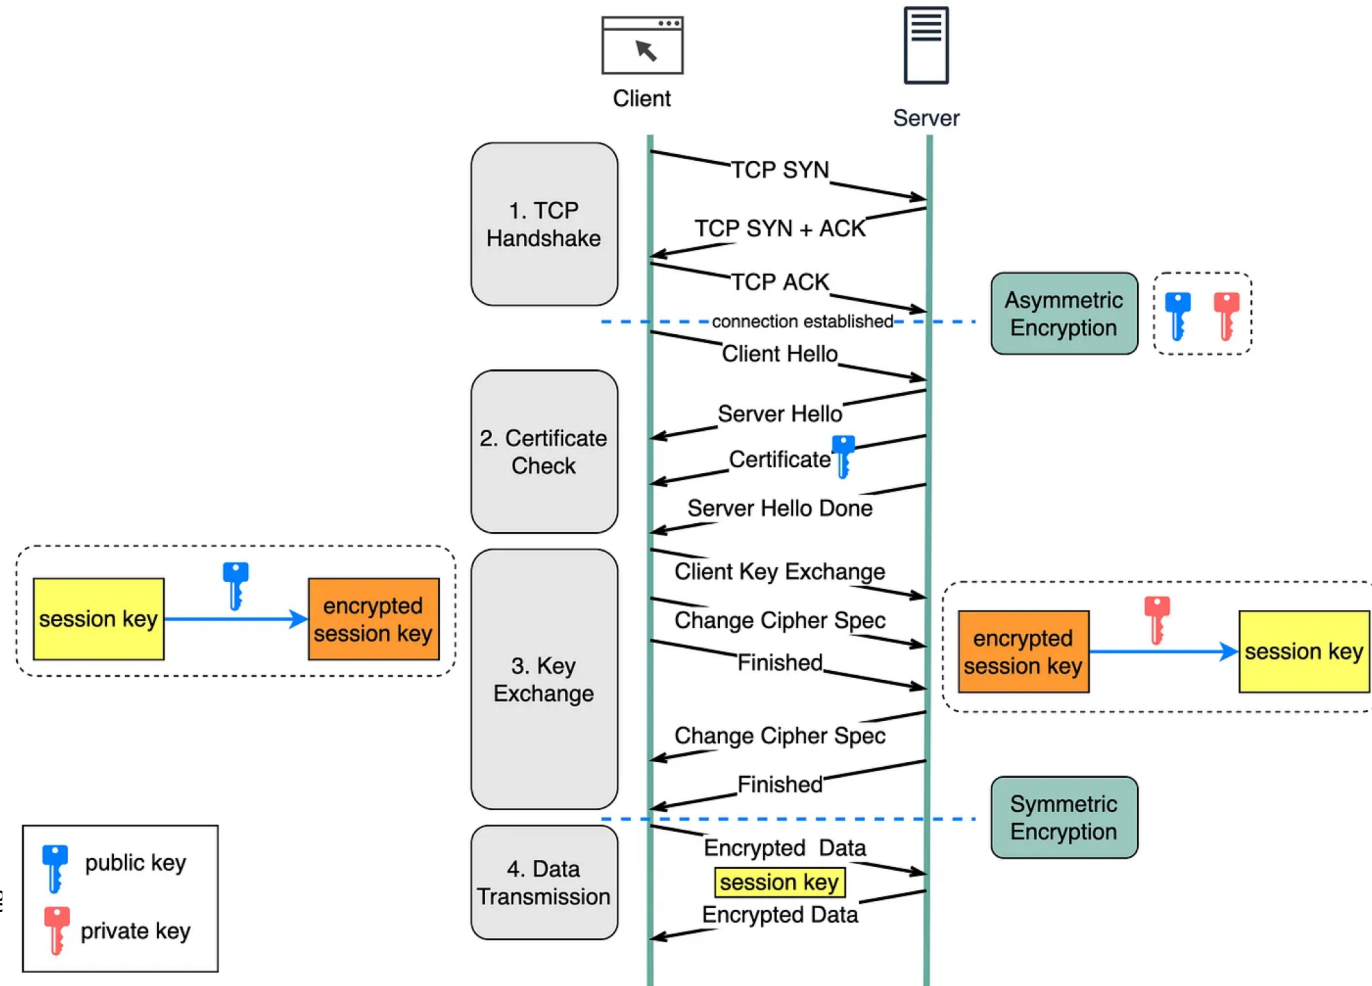 Client
Server
1. TCP
Handshake
TCP SYN
TCP SYN + ACK
TCP ACK
connection established
Asymmetric
Encryption
Client Hello
2. Certificate
Check
Server Hello
Certificate
Server Hello Done
session key
encrypted
session key
3. Key
Exchange
Client Key Exchange
Change Cipher Spec
Finished
Change Cipher Spec
Finished
encrypted
session key
session key
Symmetric
Encryption
4. Data
Transmission
Encrypted Data
session key
Encrypted Data
public key
private key